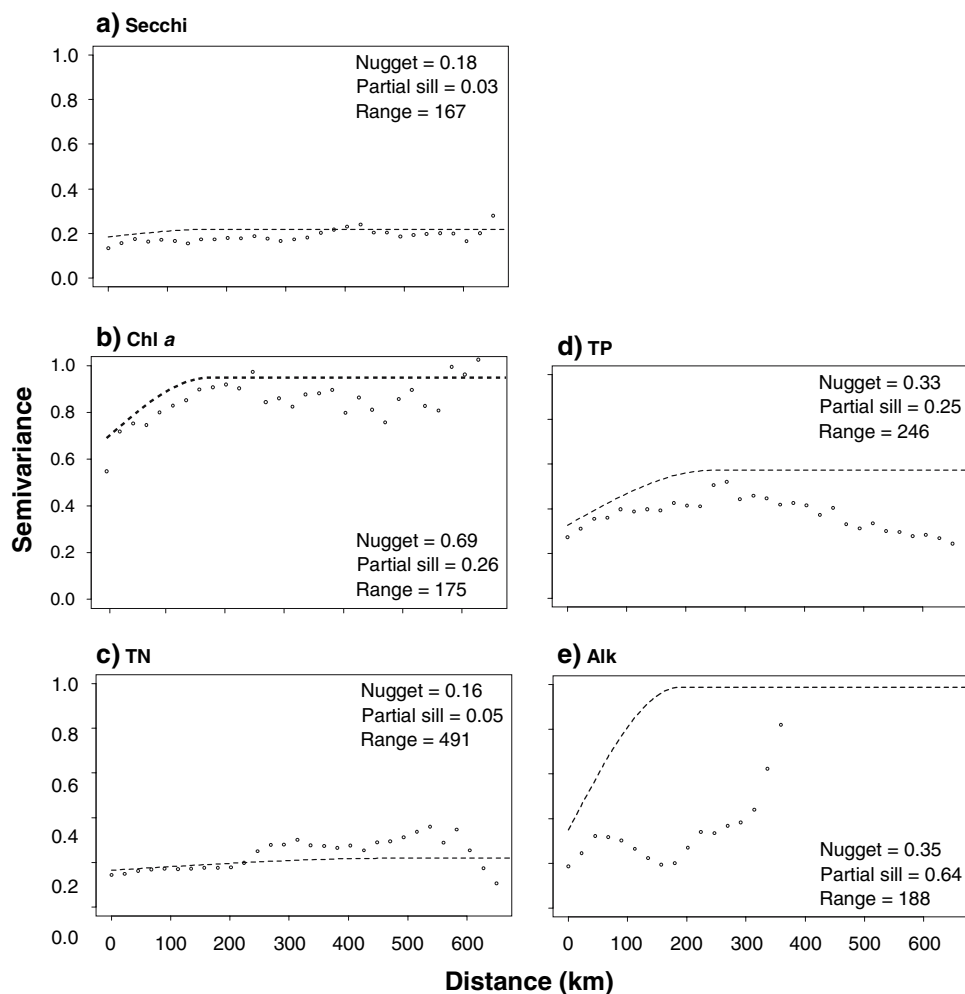 a) Secchi
1.0
0.8
0.6
0.4
0.2
0.0
Nugget = 0.18
Partial sill = 0.03
Range = 167
b) Chl a
1.0
0.8
0.6
0.4
0.2
0.0
Nugget = 0.69
Partial sill = 0.26
Range = 175
d) TP
Nugget = 0.33
Partial sill = 0.25
Range = 246
Semivariance
c) TN
1.0
0.8
0.6
0.4
0.2
0.0
Nugget = 0.16
Partial sill = 0.05
Range = 491
0 100 200 300 400 500 600
e) Alk
Nugget = 0.35
Partial sill = 0.64
Range = 188
0 100 200 300 400 500 600
Distance (km)